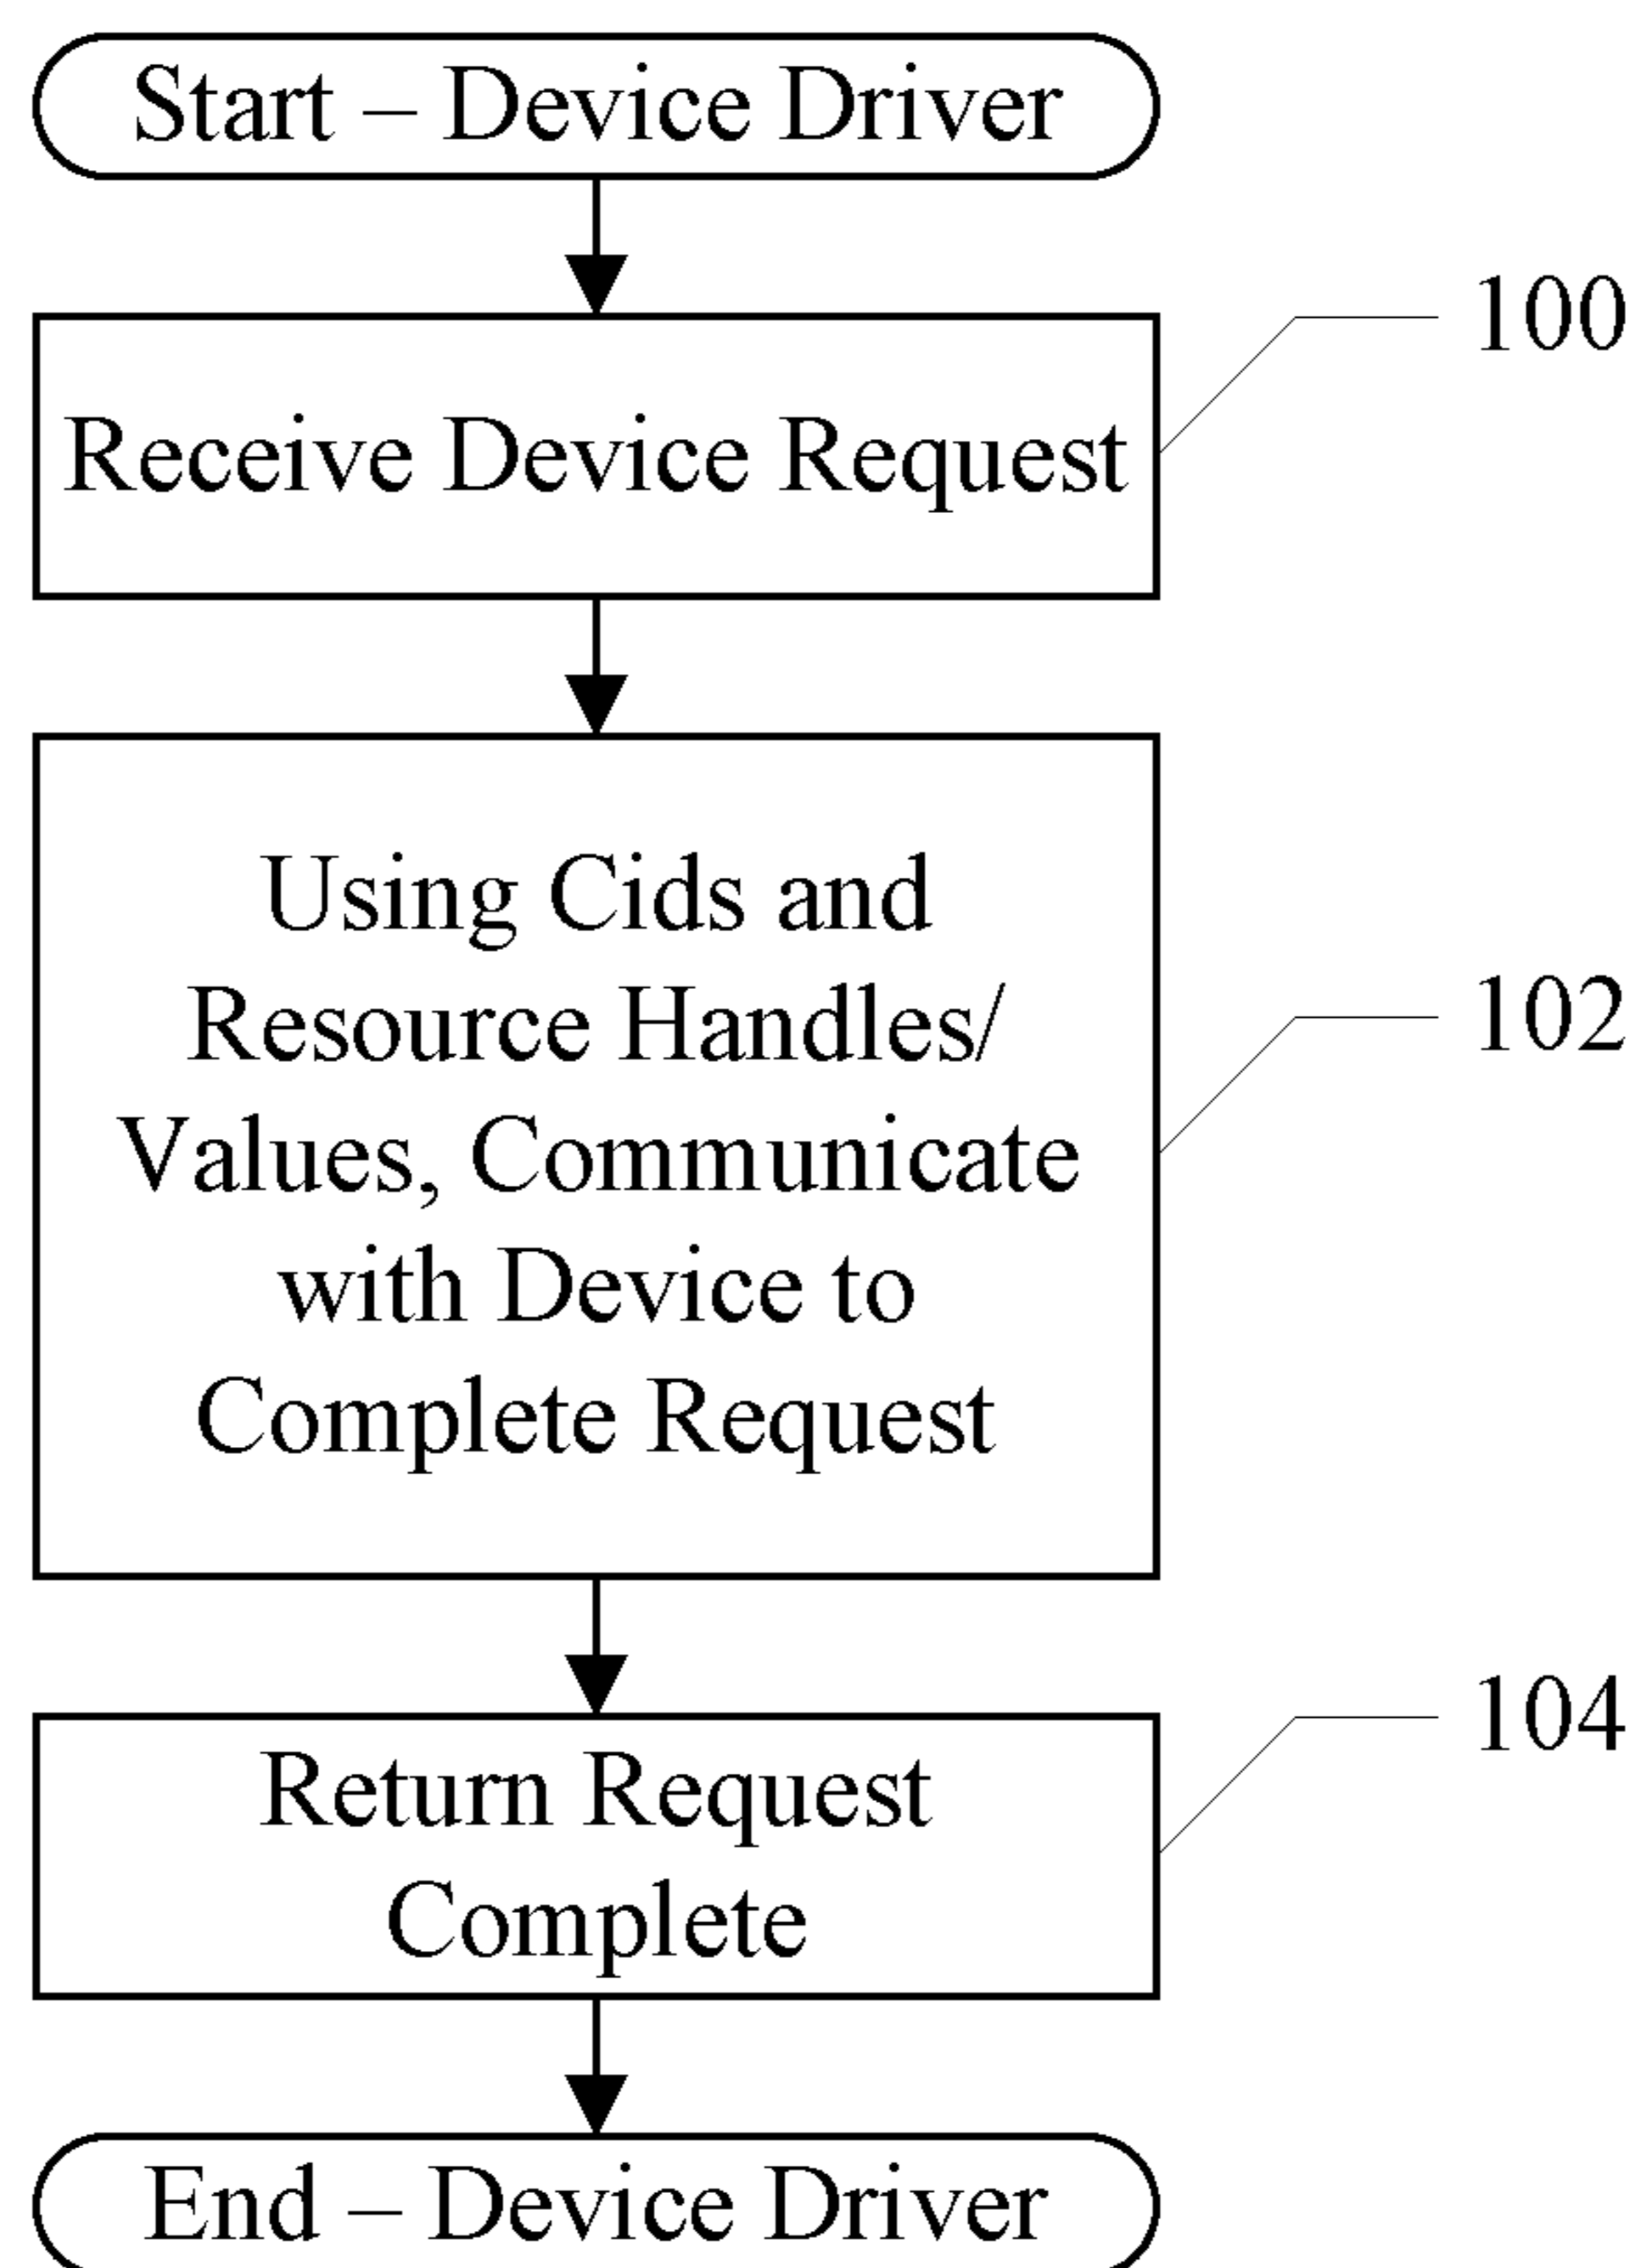 Start – Device Driver
100
Receive Device Request
Using Cids and
Resource Handles/
102
Values, Communicate
with Device to
Complete Request
104
Return Request
Complete
End – Device Driver